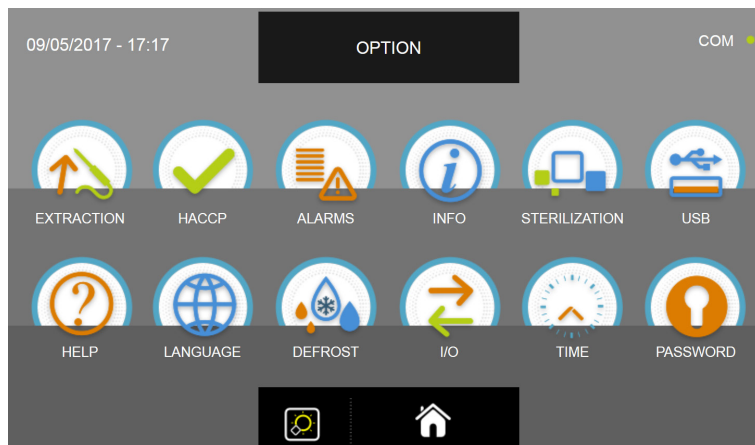 09/05/2017 - 17:17
OPTION
COM
EXTRACTION
HACCP
ALARMS
INFO
STERILIZATION
USB
HELP
LANGUAGE
DEFROST
I/O
TIME
PASSWORD